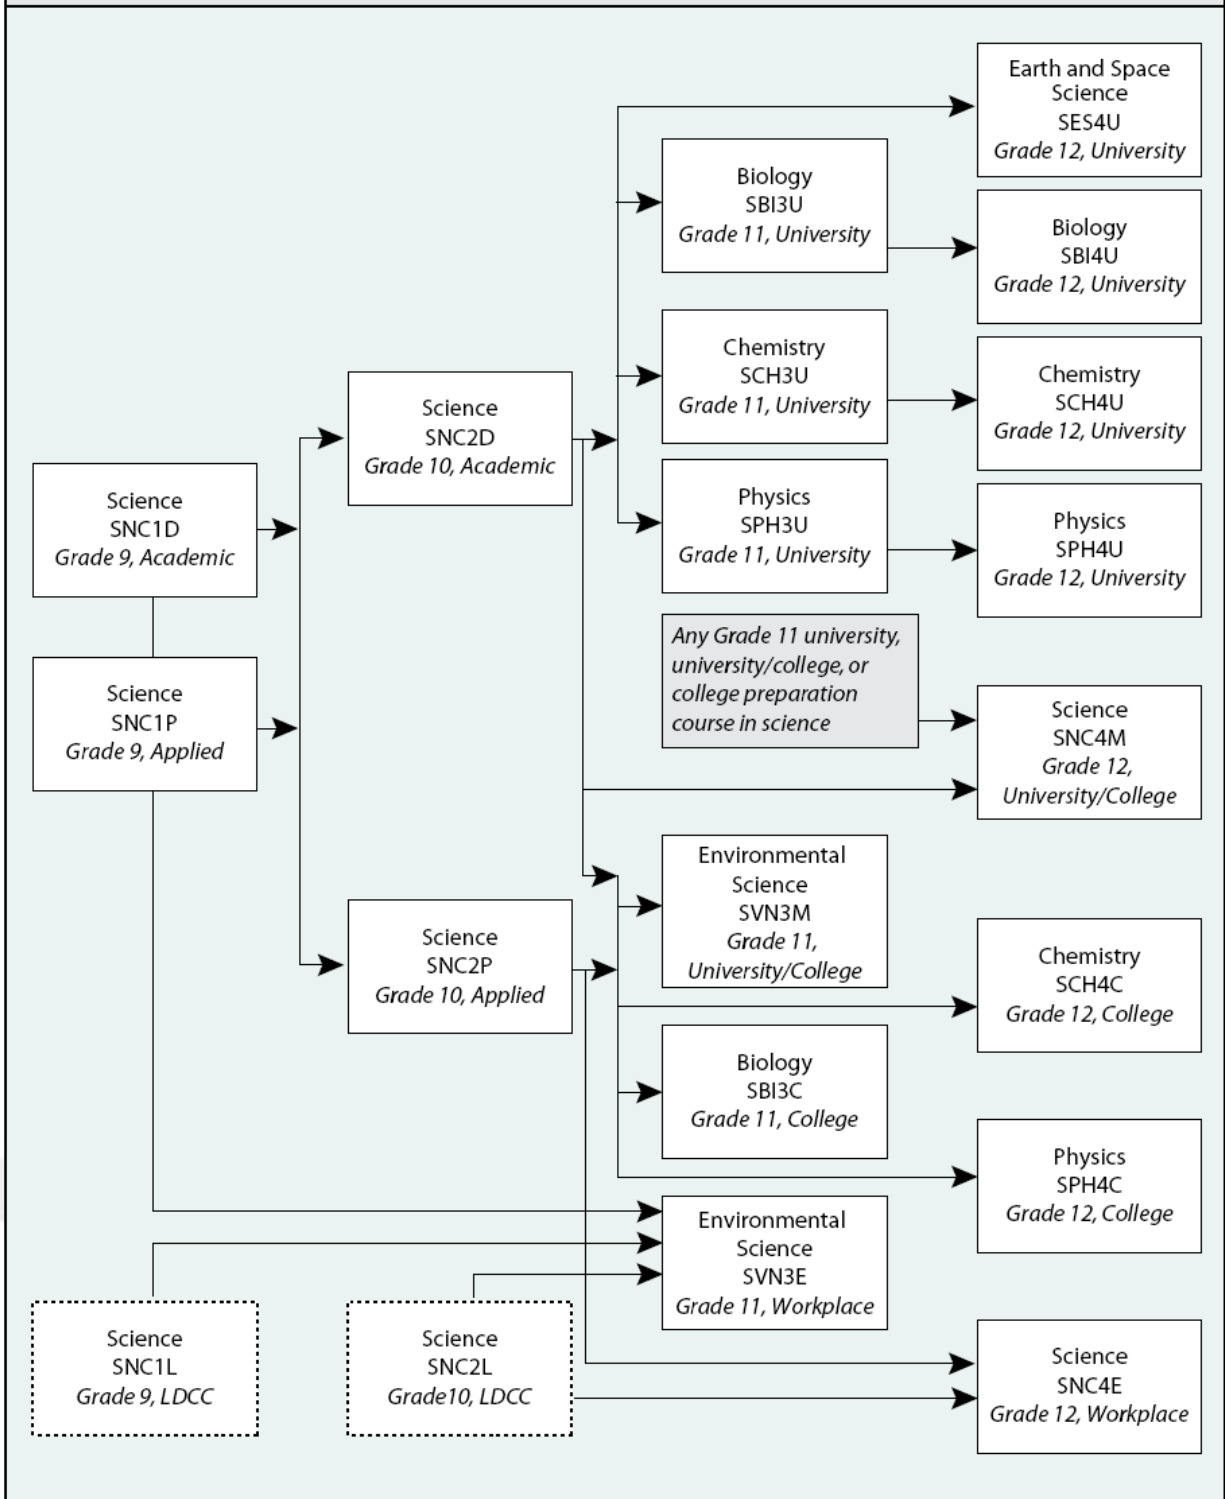 Earth and Space
Science
SES4U
Grade 12, University
Biology
SBI3U
Grade 11, University
Biology
SBI4U
Grade 12, University
Chemistry
SCH3U
Grade 11, University
Chemistry
SCH4U
Grade 12, University
Science
SNC2D
Grade 10, Academic
Science
SNC1D
Grade 9, Academic
Physics
SPH3U
Grade 11, University
Physics
SPH4U
Grade 12, University
Any Grade 11 university,
university/college, or
college preparation
course in science
Science
SNC1P
Grade 9, Applied
Science
SNC4M
Grade 12,
University/College
Environmental
Science
SVN3M
Grade 11,
University/College
Science
SNC2P
Grade 10, Applied
Chemistry
SCH4C
Grade 12, College
Biology
SBI3C
Grade 11, College
Physics
SPH4C
Grade 12, College
Environmental
Science
SVN3E
Grade 11, Workplace
Science
SNC1L
Grade 9, LDCC
Science
SNC2L
Grade10, LDCC
Science
SNC4E
Grade 12, Workplace